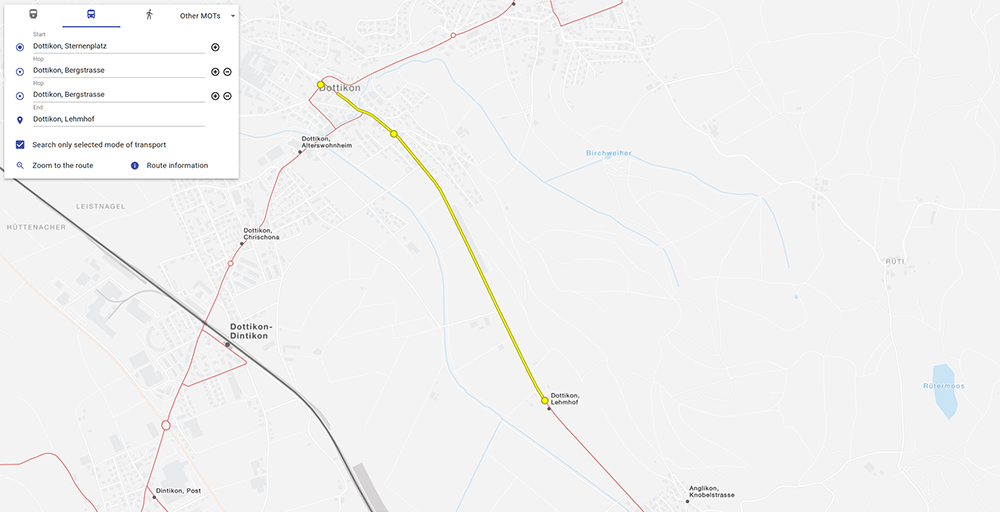 Other MOTs
Start
Dottikon, Sternenplatz
Hop
Dottikon, Bergstrasse
Hop
Dottikon, Bergstrasse
End
Dottikon, Lehmhof
Search only selected mode of transport
Zoom to the route
Route information
Dottikon
Dottikon,
Alterswohnheim
Birchweiher
LEISTNAGEL
HÜTTENACHER
Dottikon,
Chrischona
RÜTI
Dottikon-
Dintikon
Rütermoos
Dottikon,
Lehmhof
Dintikon, Post
Anglikon,
Knobelstrasse